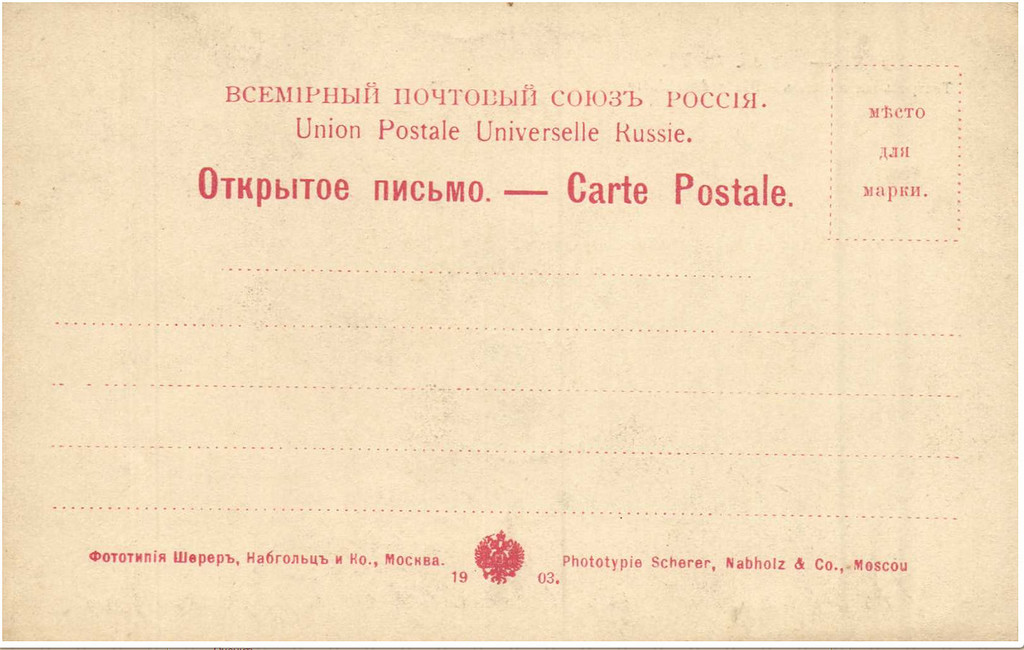 ВСЕМІРНЫЙ ПОЧТОВЫЙ СОЮЗЪ. РОССІЯ.
Union Postale Universelle Russie.
Открытое письмо. — Carte Postale.
мѣсто
для
марки.
Фототипія Шереръ, Набгольцъ и Ко., Москва.
Phototypie Scherer, Nabholz & Co., Moscou
19 03.